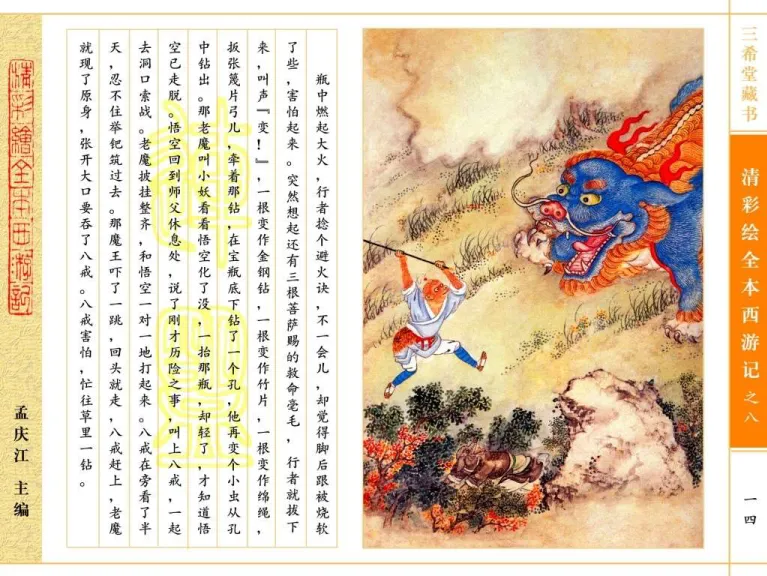 三希堂藏书
清彩绘全本西游记之八
一四
瓶中燃起大火，行者捻个避火诀，不一会儿，却觉得脚后跟被烧软
了些，害怕起来。突然想起还有三根菩萨赐的救命毫毛，行者就拔下
来，叫声“变！”，一根变作金钢钻，一根变作竹片，一根变作绵绳，
扳张篾片弓儿，牵着那钻，在宝瓶底下钻了一个孔，他再变个小虫从孔
中钻出。那老魔叫小妖看看悟空化了没，一抬那瓶，却轻了，才知道悟
空已走脱。悟空回到师父休息处，说了刚才历险之事，叫上八戒，一起
去洞口索战。老魔披挂整齐，和悟空一对一地打起来。八戒在旁看了半
天，忍不住举钯筑过去。那魔王吓了一跳，回头就走，八戒赶上，老魔
就现了原身，张开大口要吞了八戒。八戒害怕，忙往草里一钻。
清彩繪全本西游記
孟庆江 主编